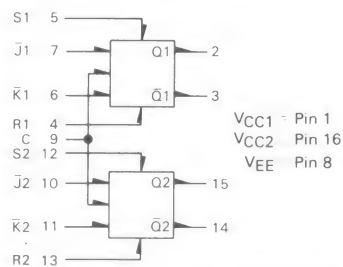 S1 5
J̅1 7
Q1 2
K̅1 6
Q̅1 3
R1 4
C 9
S2 12
VCC1 = Pin 1
VCC2 Pin 16
VEE Pin 8
J̅2 10
Q2 15
K̅2 11
Q̅2 14
R2 13